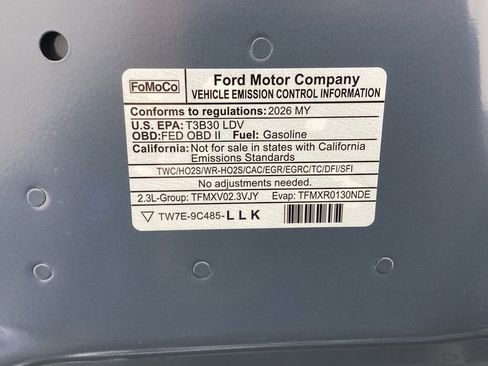 FoMoCo
Ford Motor Company
VEHICLE EMISSION CONTROL INFORMATION
Conforms to regulations: 2026 MY
U.S. EPA: T3B30 LDV
OBD: FED OBD II Fuel: Gasoline
California: Not for sale in states with California
Emissions Standards
TWC/HO2S/WR-HO2S/CAC/EGR/EGRC/TC/DFI/SFI
No adjustments needed.
2.3L-Group: TFMXV02.3VJY Evap: TFMXR0130NDE
TW7E-9C485-LLK